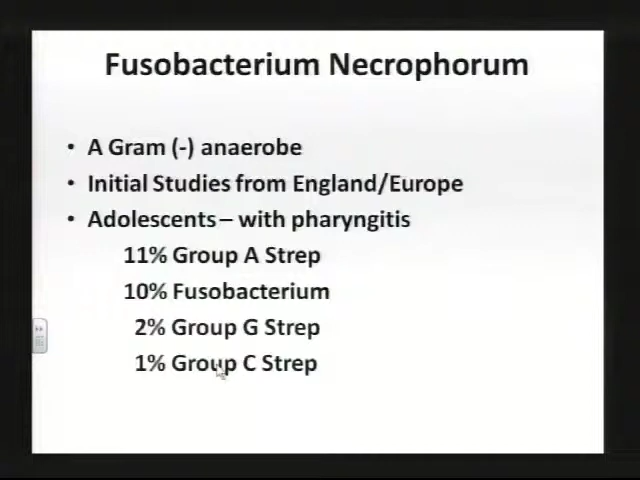 Fusobacterium Necrophorum
• A Gram (-) anaerobe
• Initial Studies from England/Europe
• Adolescents – with pharyngitis
11% Group A Strep
10% Fusobacterium
2% Group G Strep
1% Group C Strep